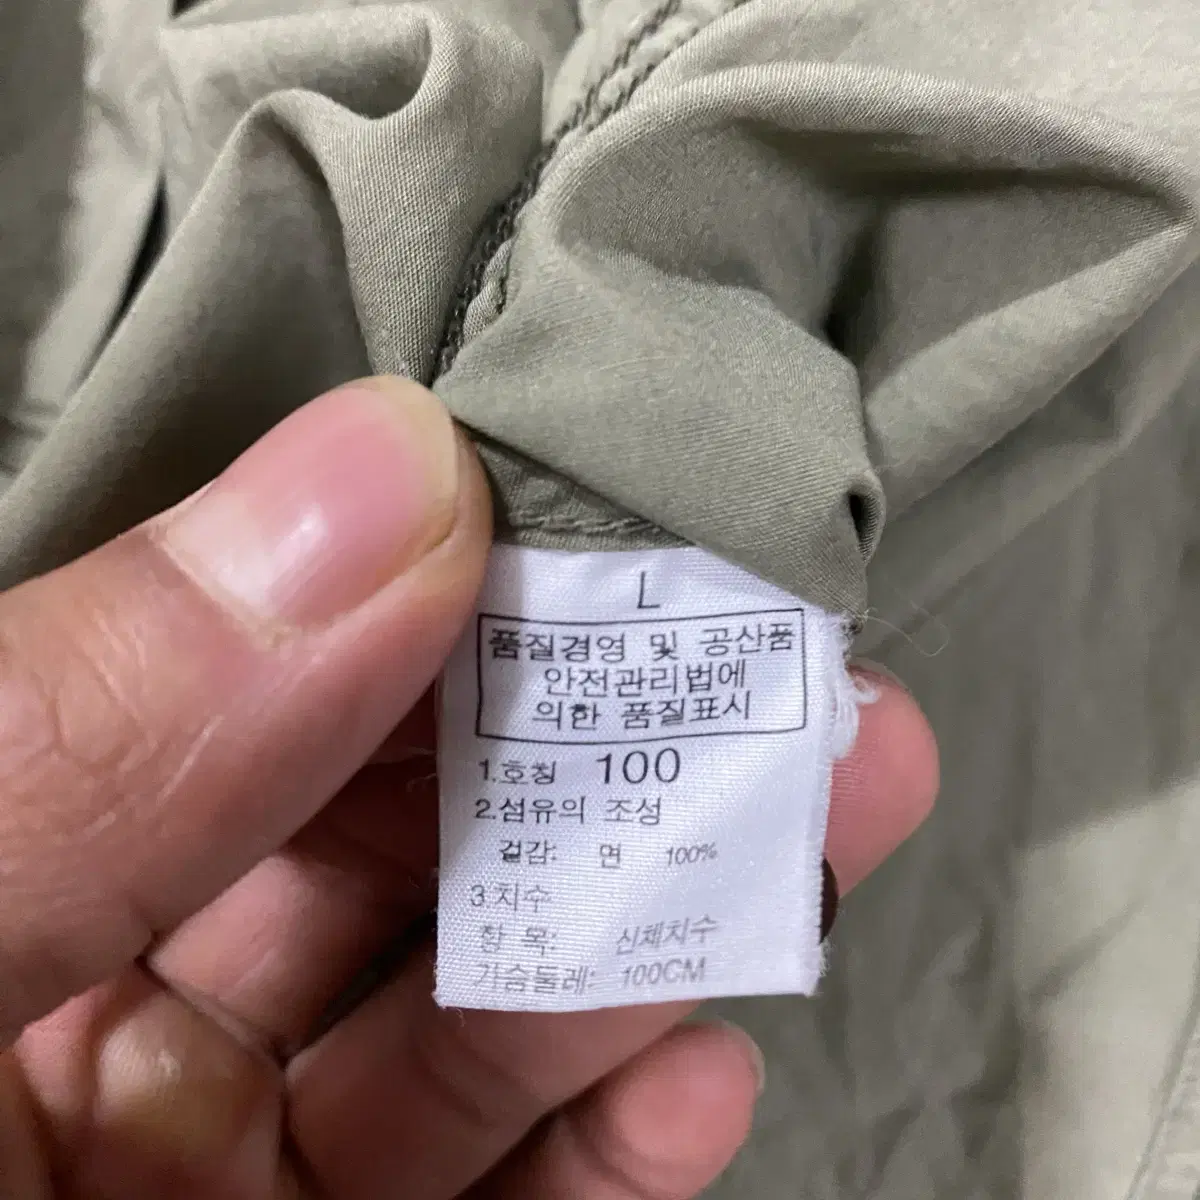 L
품질경영 및 공산품
안전관리법에
의한 품질표시
1.호칭 100
2.섬유의 조성
겉감: 면 100%
3 치수
항 목: 신체치수
가슴둘레: 100CM